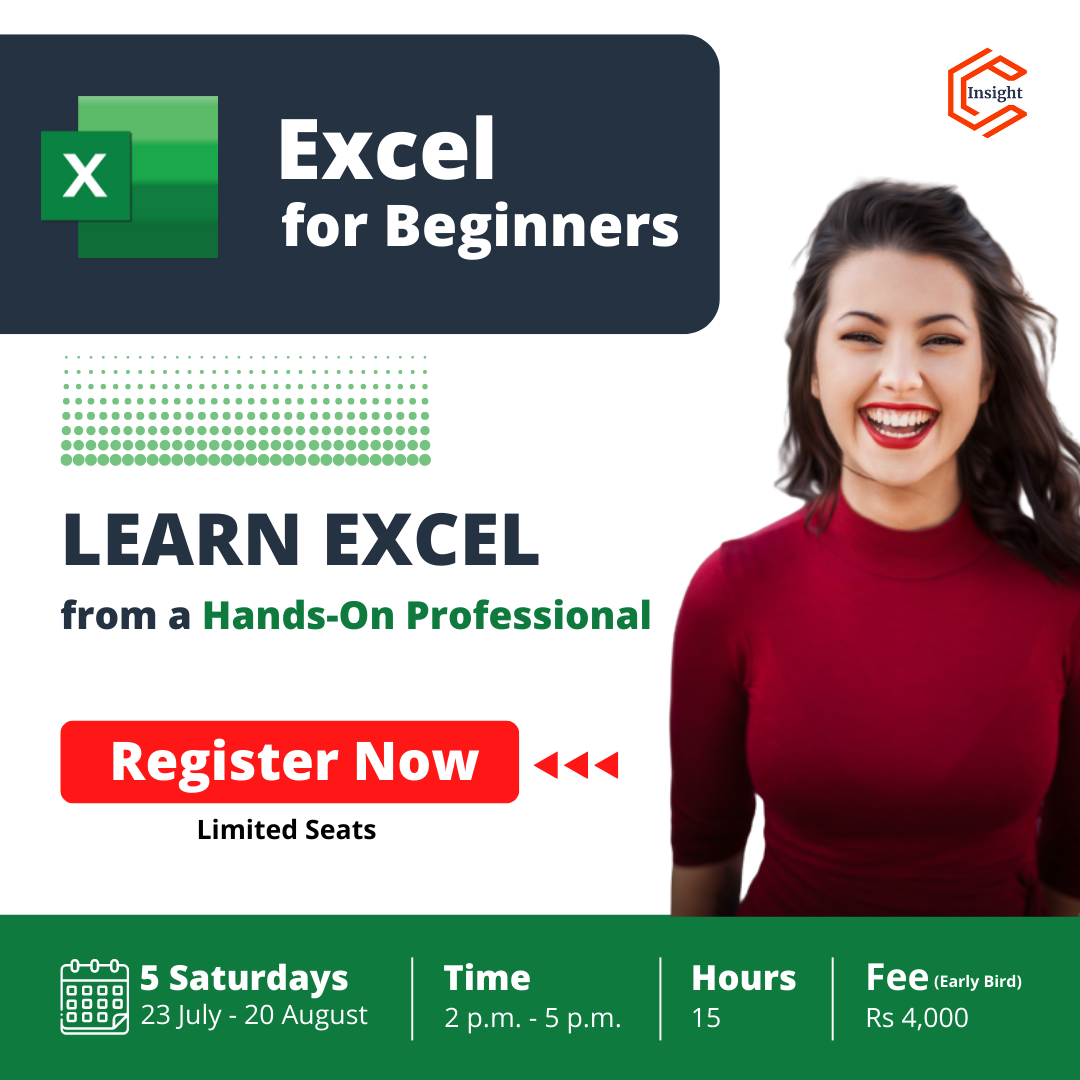 Insight
X
Excel
for Beginners
LEARN EXCEL
from a Hands-On Professional
Register Now
Limited Seats
5 Saturdays
23 July - 20 August
Time
2 p.m. - 5 p.m.
Hours
15
Fee (Early Bird)
Rs 4,000